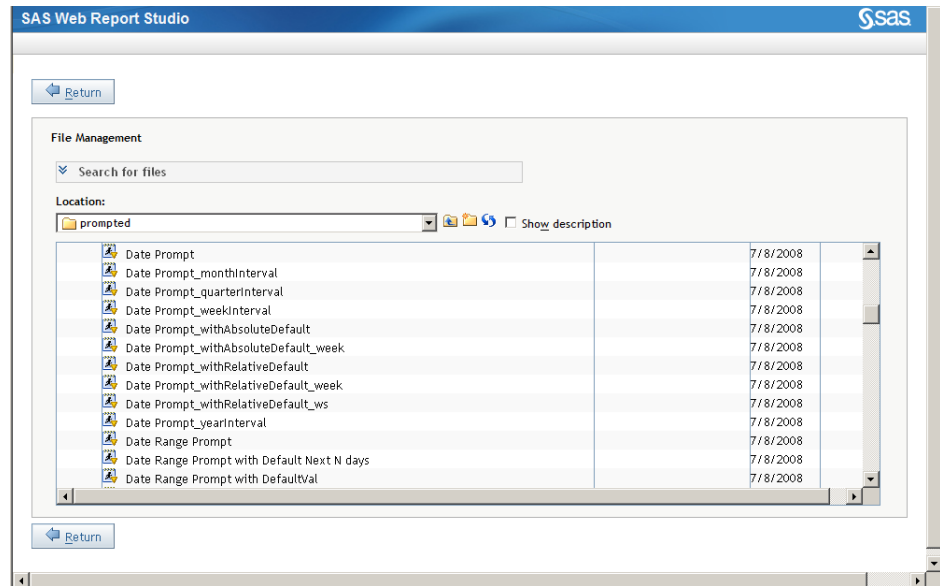 SAS Web Report Studio
sas
Return
File Management
Search for files
Location:
prompted
Show description
Date Prompt 7/8/2008
Date Prompt_monthInterval 7/8/2008
Date Prompt_quarterInterval 7/8/2008
Date Prompt_weekInterval 7/8/2008
Date Prompt_withAbsoluteDefault 7/8/2008
Date Prompt_withAbsoluteDefault_week 7/8/2008
Date Prompt_withRelativeDefault 7/8/2008
Date Prompt_withRelativeDefault_week 7/8/2008
Date Prompt_withRelativeDefault_ws 7/8/2008
Date Prompt_yearInterval 7/8/2008
Date Range Prompt 7/8/2008
Date Range Prompt with Default Next N days 7/8/2008
Date Range Prompt with DefaultVal 7/8/2008
Return